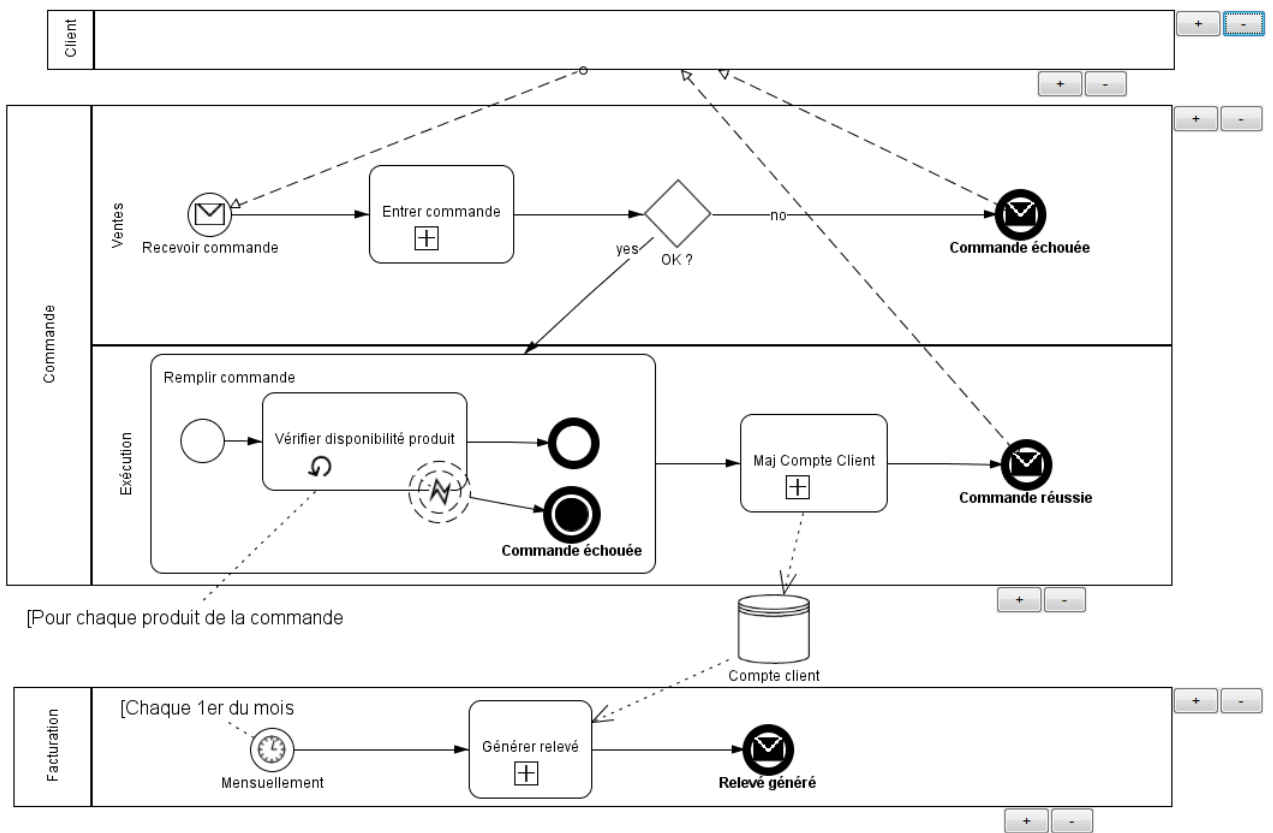 Client
+ -
+ -
Commande
+ -
Ventes
Recevoir commande
Entrer commande
yes
OK ?
no
Commande échouée
Exécution
Remplir commande
Vérifier disponibilité produit
Commande échouée
Maj Compte Client
Commande réussie
+ -
[Pour chaque produit de la commande
Compte client
Facturation
+ -
[Chaque 1er du mois
Mensuellement
Générer relevé
Relevé généré
+ -